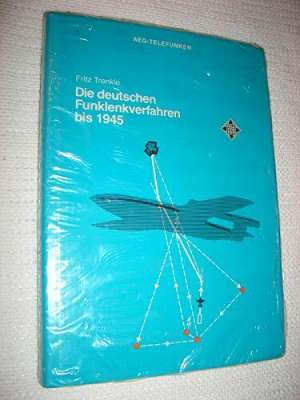 AEG-TELEFUNKEN
Fritz Trenkle
Die deutschen
Funklenkverfahren
bis 1945